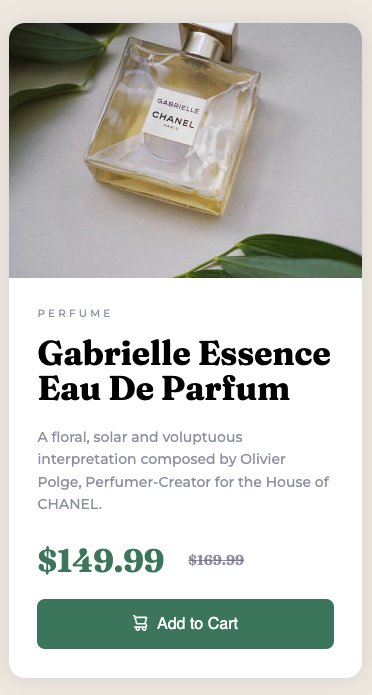 GABRIELLE
CHANEL
PARIS
PERFUME
Gabrielle Essence
Eau De Parfum
A floral, solar and voluptuous
interpretation composed by Olivier
Polge, Perfumer-Creator for the House of
CHANEL.
$149.99 $169.99
Add to Cart